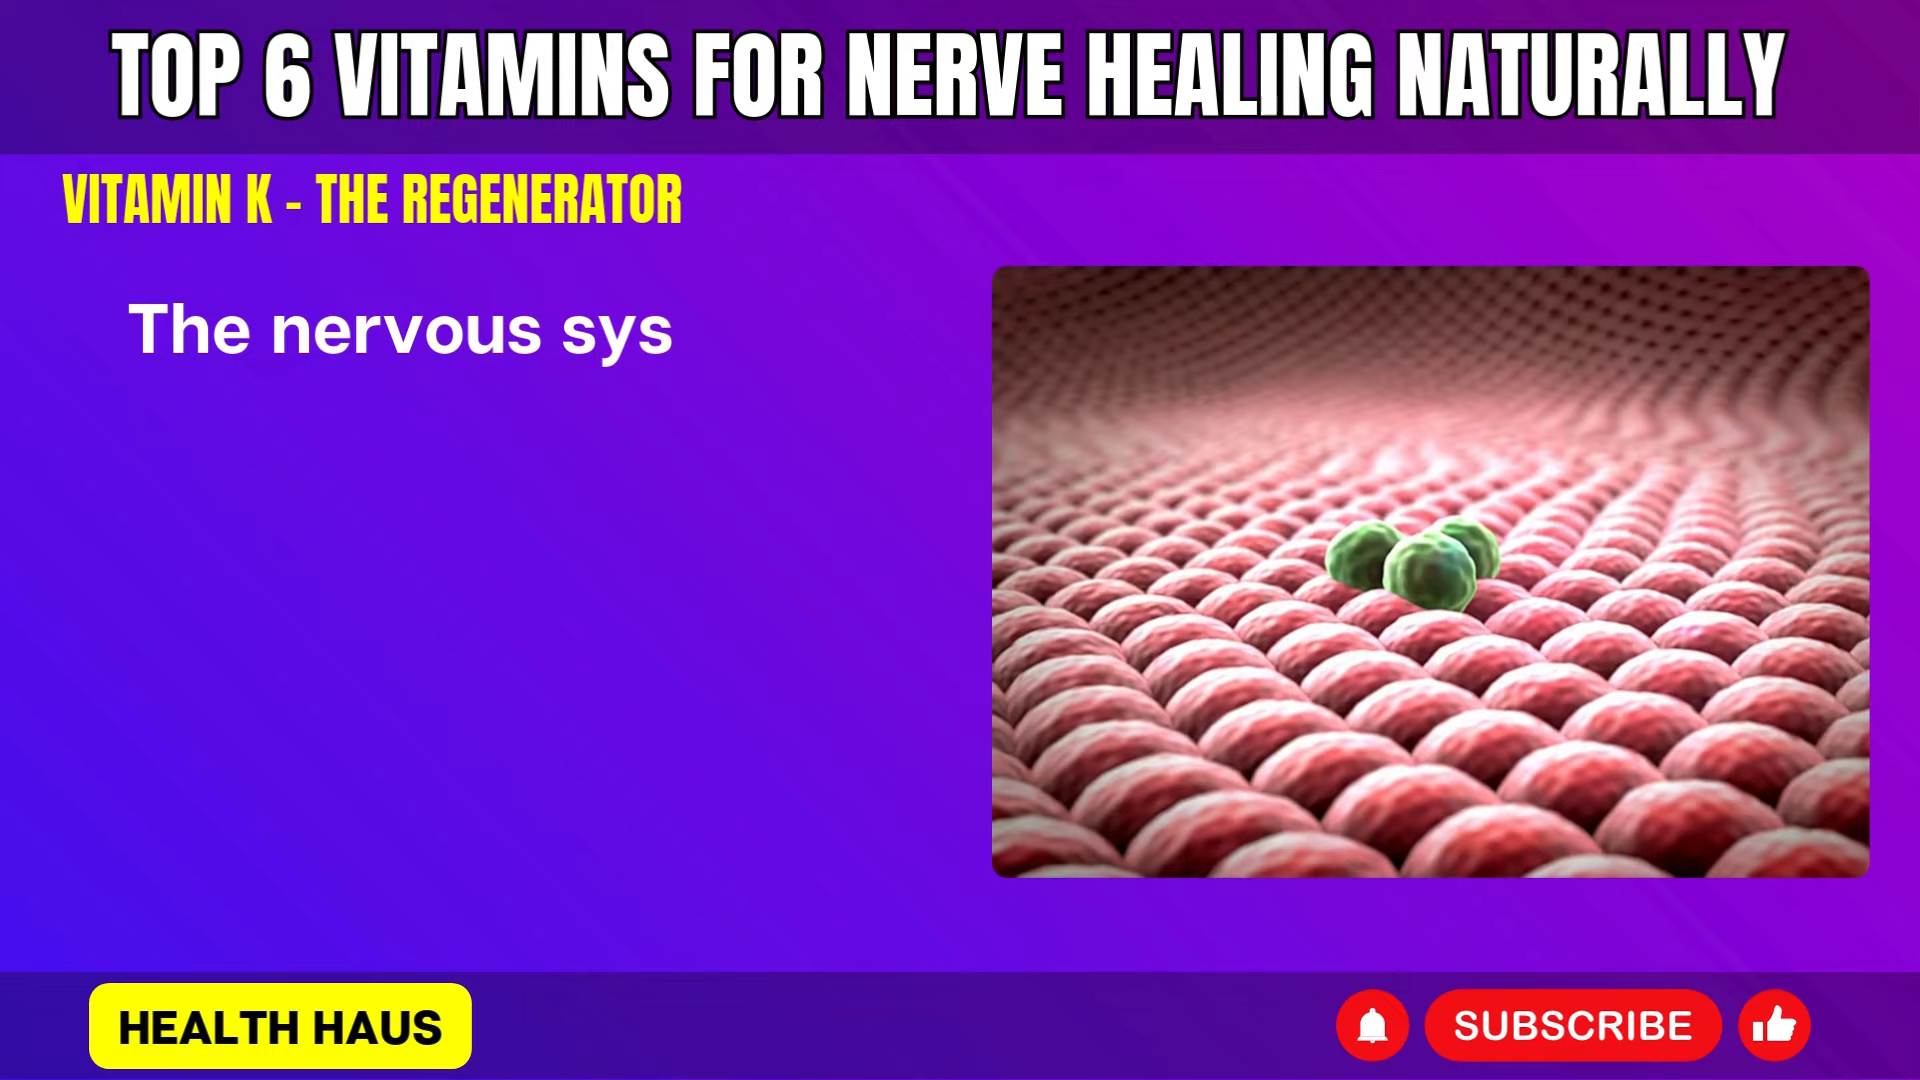 TOP 6 VITAMINS FOR NERVE HEALING NATURALLY
VITAMIN K - THE REGENERATOR
The nervous sys
HEALTH HAUS
SUBSCRIBE